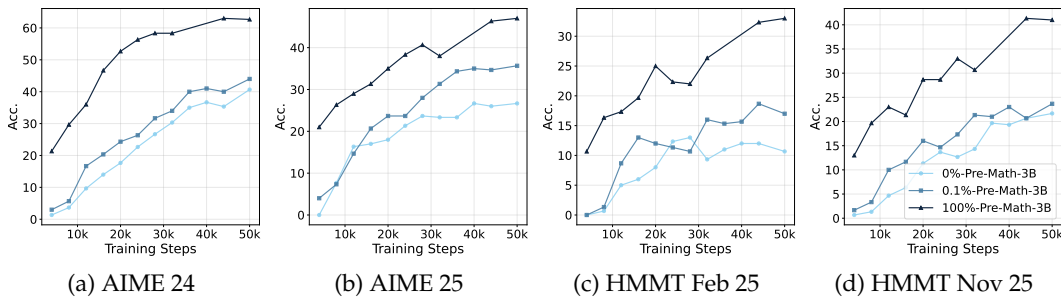 Acc.
60
50
40
30
20
10
0
10k 20k 30k 40k 50k
Training Steps
(a) AIME 24
Acc.
40
30
20
10
0
10k 20k 30k 40k 50k
Training Steps
(b) AIME 25
Acc.
30
25
20
15
10
5
0
10k 20k 30k 40k 50k
Training Steps
(c) HMMT Feb 25
Acc.
40
35
30
25
20
15
10
5
0
0%-Pre-Math-3B
0.1%-Pre-Math-3B
100%-Pre-Math-3B
10k 20k 30k 40k 50k
Training Steps
(d) HMMT Nov 25